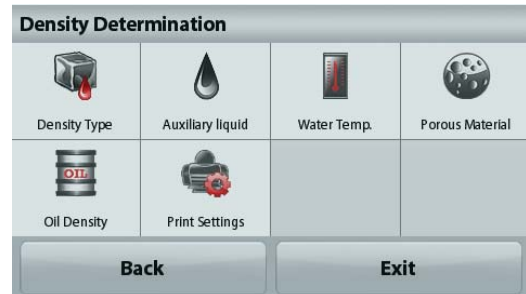 Density Determination
Density Type
Auxiliary liquid
Water Temp.
Porous Material
OIL
Oil Density
Print Settings
Back
Exit